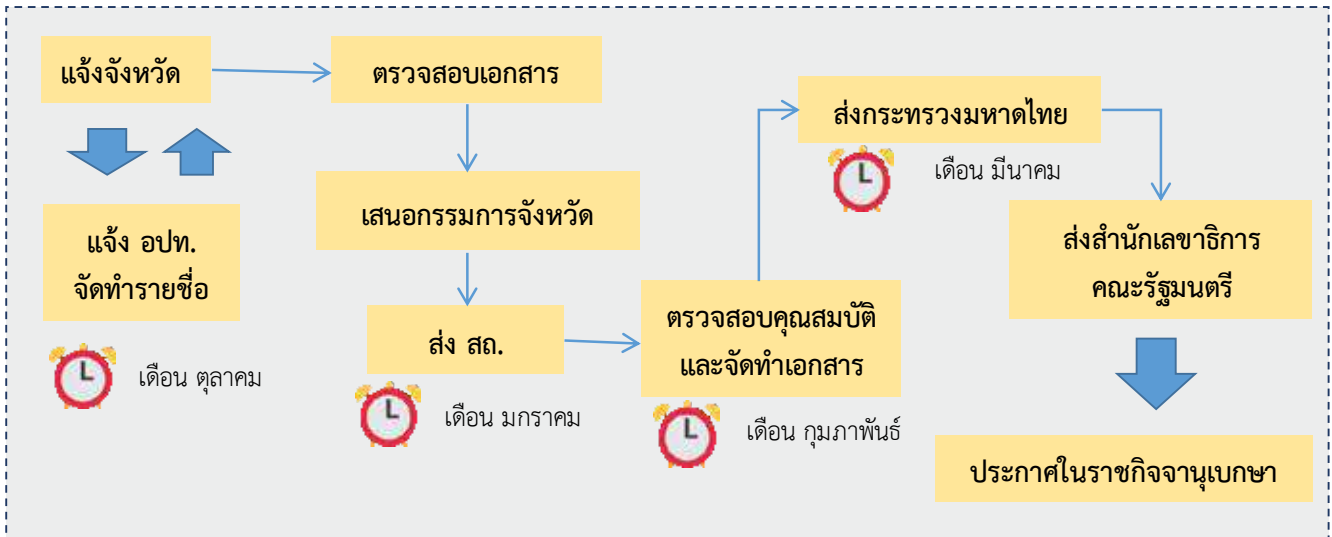 แจ้งจังหวัด
ตรวจสอบเอกสาร
ส่งกระทรวงมหาดไทย
เดือน มีนาคม
แจ้ง อปท.
จัดทำรายชื่อ
เดือน ตุลาคม
เสนอกรรมการจังหวัด
ส่ง สถ.
เดือน มกราคม
ตรวจสอบคุณสมบัติ
และจัดทำเอกสาร
เดือน กุมภาพันธ์
ส่งสำนักเลขาธิการ
คณะรัฐมนตรี
ประกาศในราชกิจจานุเบกษา